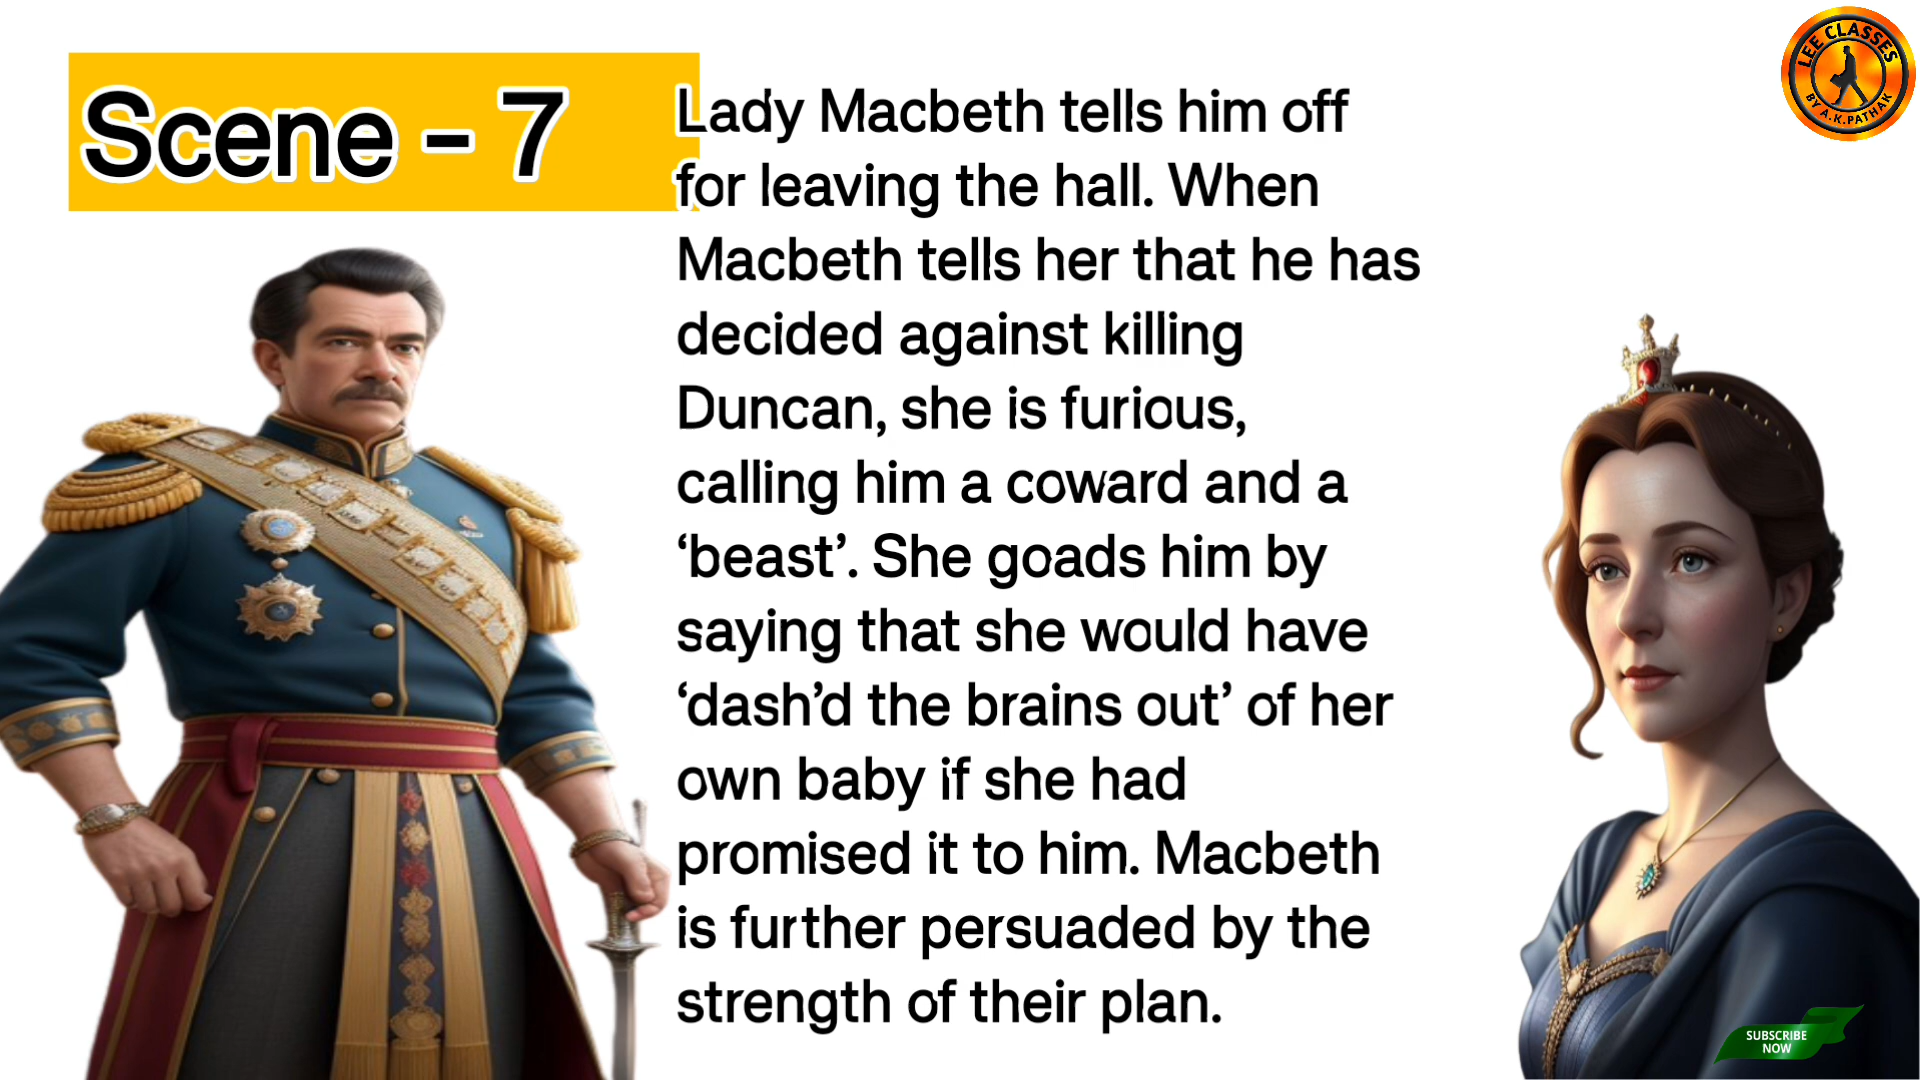 Scene - 7
Lady Macbeth tells him off
for leaving the hall. When
Macbeth tells her that he has
decided against killing
Duncan, she is furious,
calling him a coward and a
‘beast’. She goads him by
saying that she would have
‘dash’d the brains out’ of her
own baby if she had
promised it to him. Macbeth
is further persuaded by the
strength of their plan.
LEE CLASSES
BY A.K.PATHAK
SUBSCRIBE
NOW